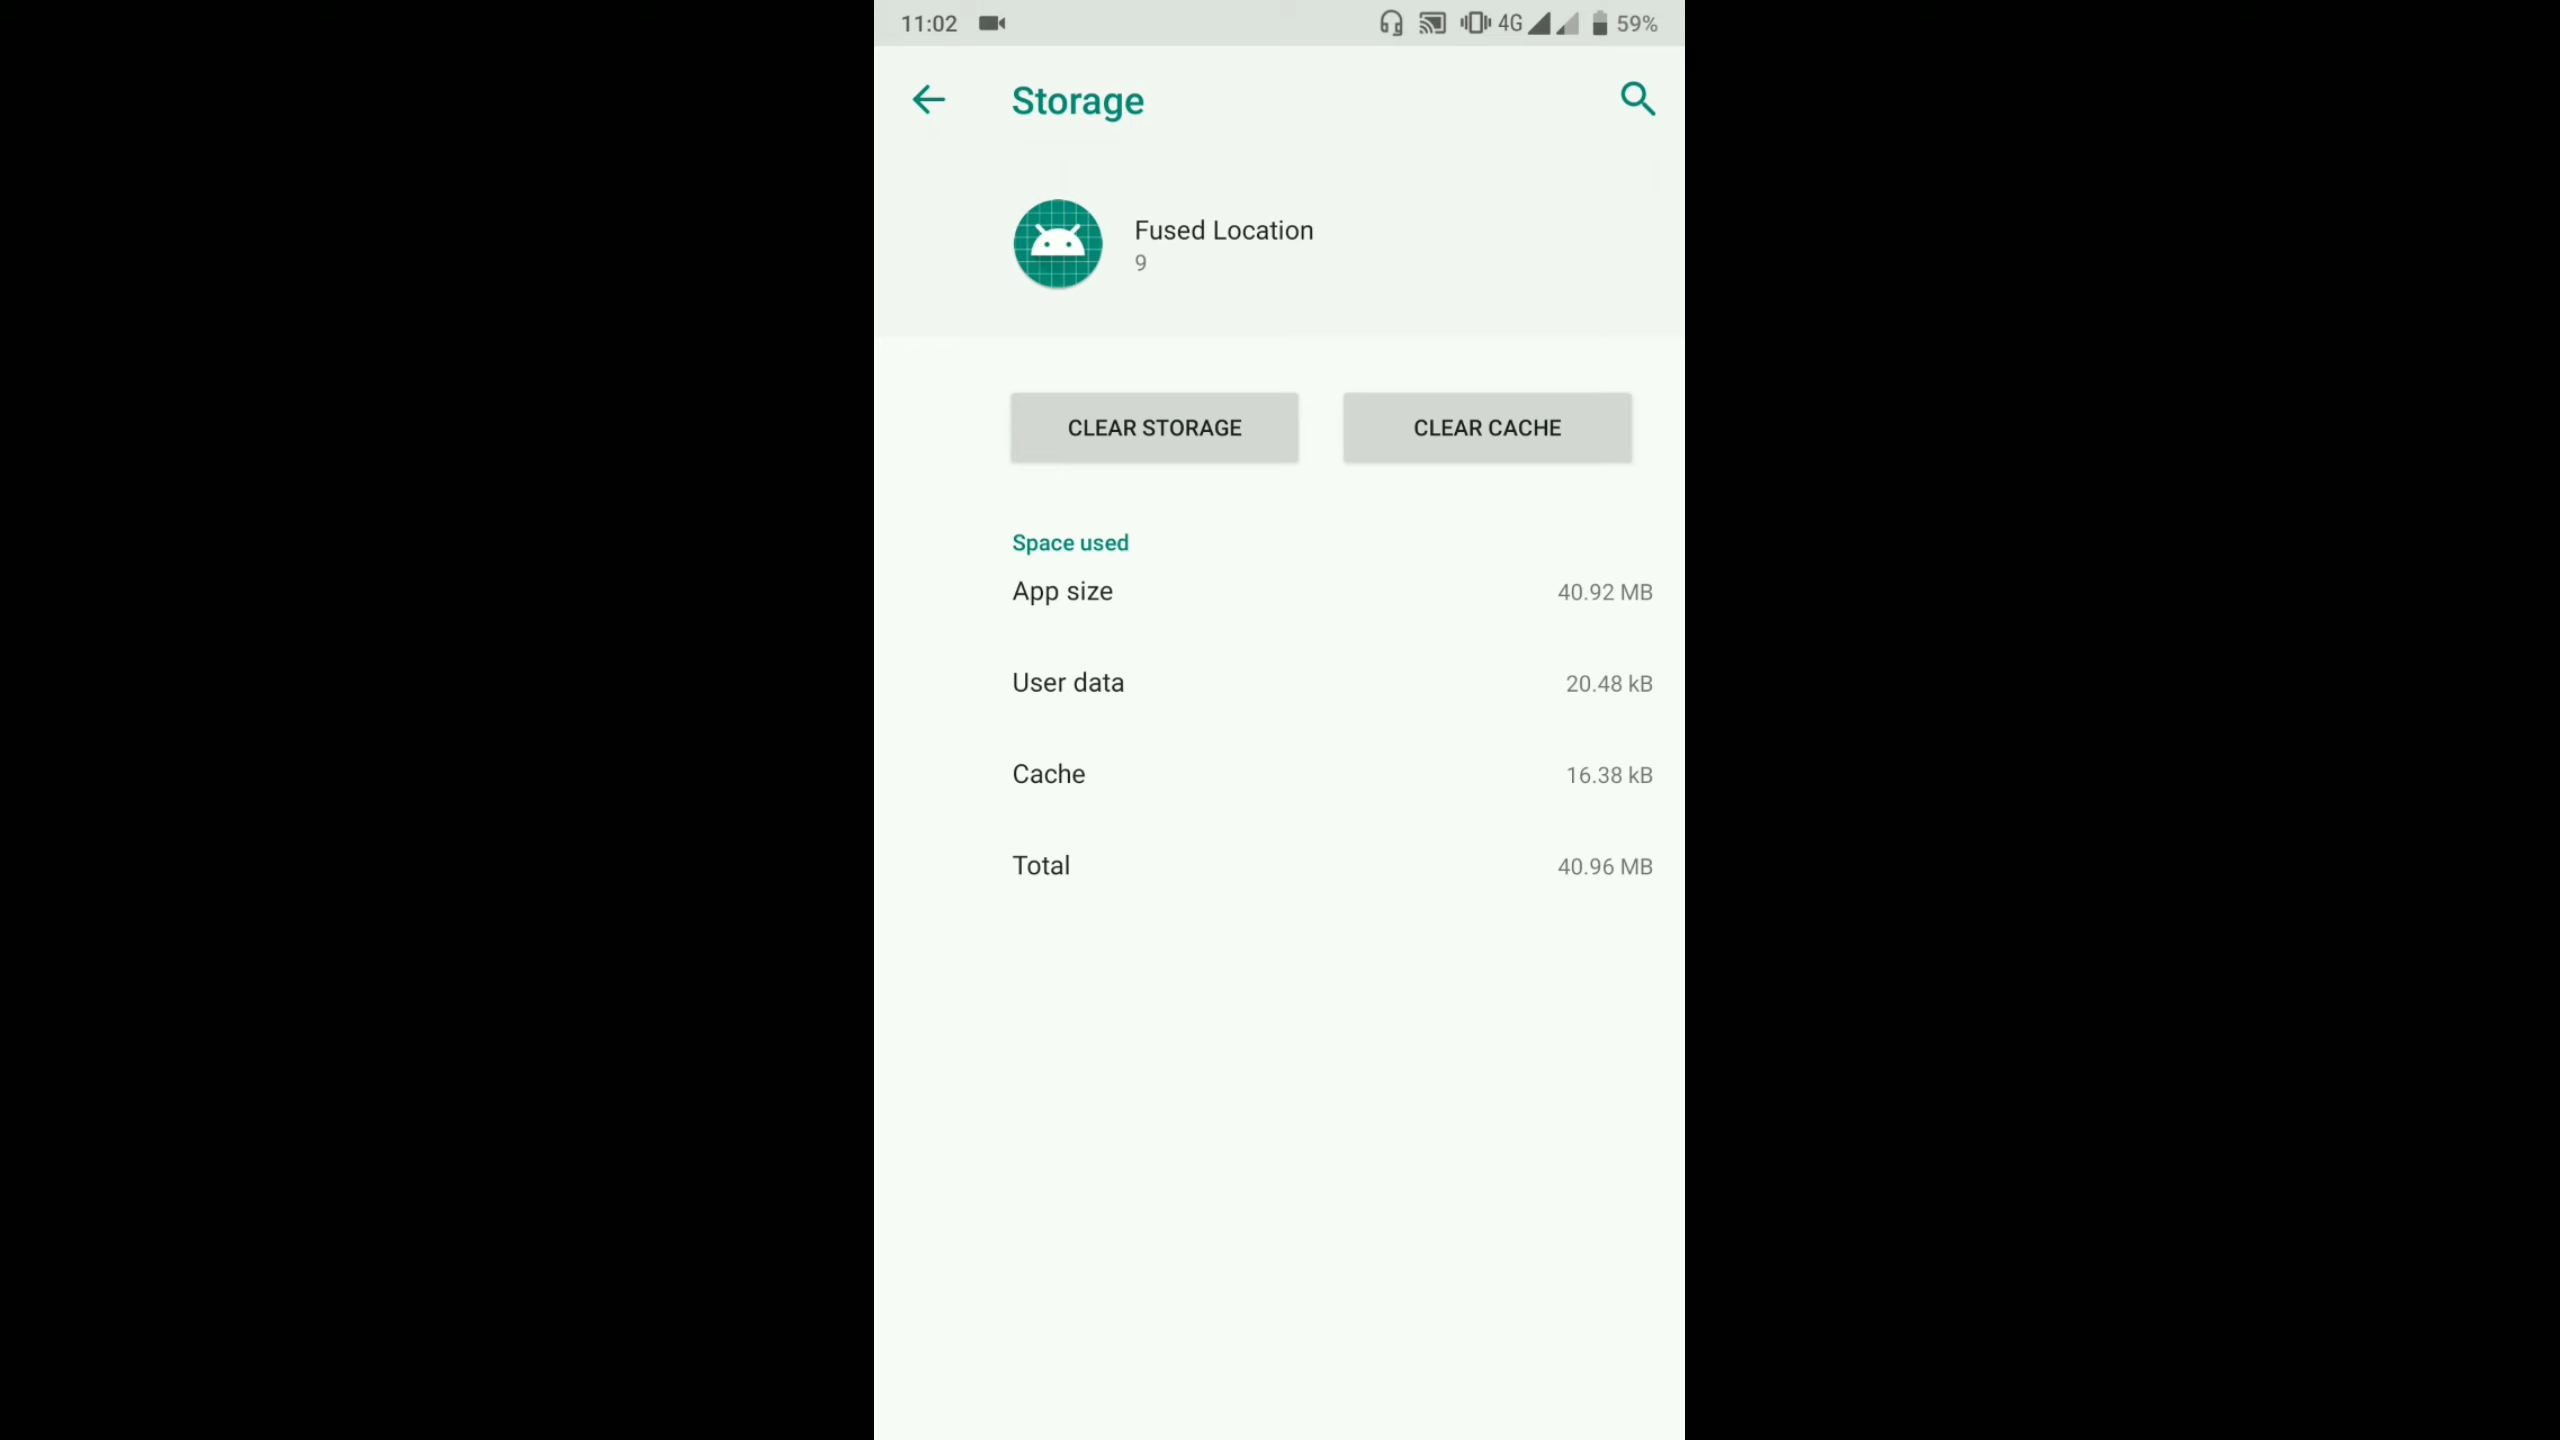 11:02 4G 59%
Storage
Fused Location
9
CLEAR STORAGE CLEAR CACHE
Space used
App size 40.92 MB
User data 20.48 kB
Cache 16.38 kB
Total 40.96 MB